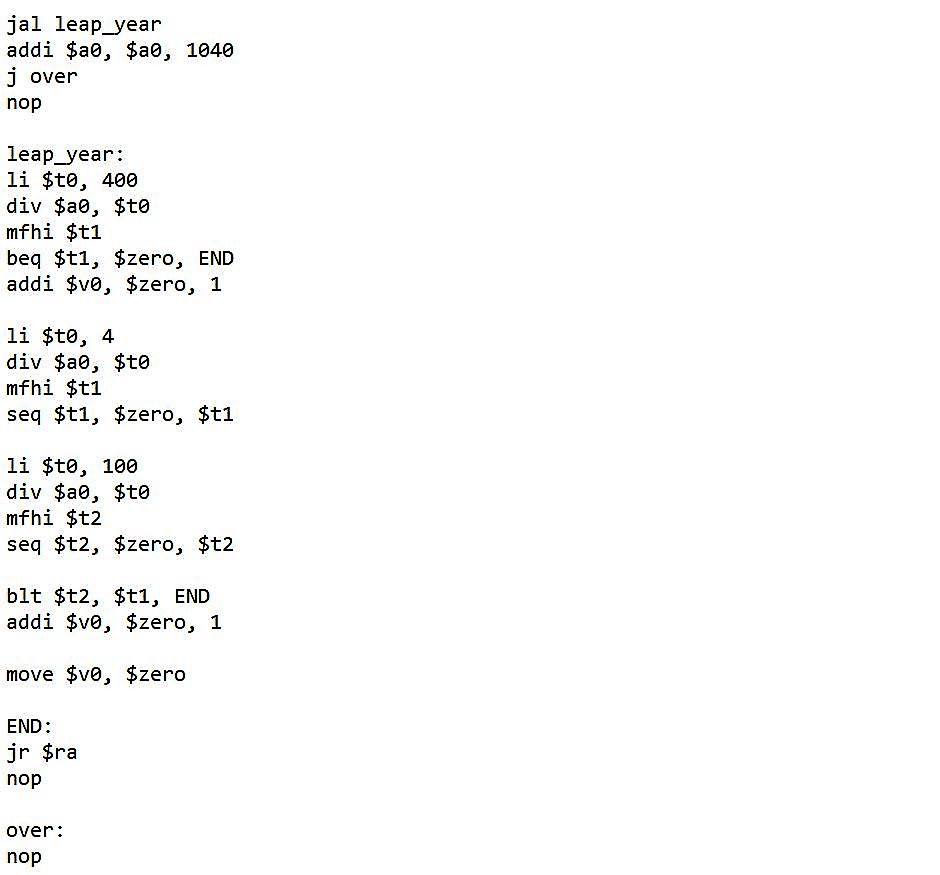 jal leap_year
addi $a0, $a0, 1040
j over
nop
leap_year:
li $t0, 400
div $a0, $t0
mfhi $t1
beq $t1, $zero, END
addi $v0, $zero, 1
li $t0, 4
div $a0, $t0
mfhi $t1
seq $t1, $zero, $t1
li $t0, 100
div $a0, $t0
mfhi $t2
seq $t2, $zero, $t2
blt $t2, $t1, END
addi $v0, $zero, 1
move $v0, $zero
END:
jr $ra
nop
over:
nop